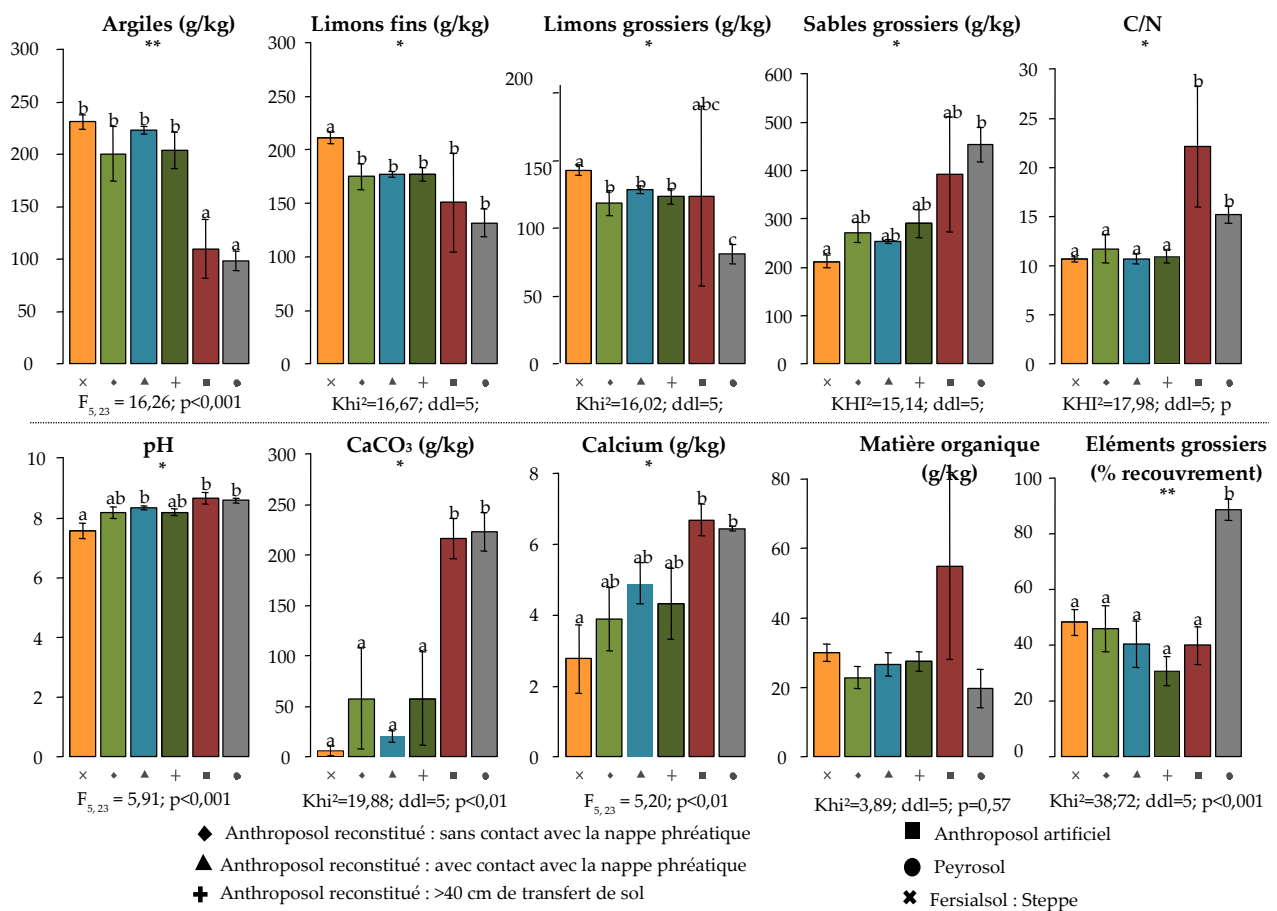 Argiles (g/kg)
**
300
250
200
150
100
50
0
b
b
b
b
a
a
F5, 23 = 16,26; p<0,001
Limons fins (g/kg)
*
300
250
200
150
100
50
0
a
b
b
b
b
b
Khi²=16,67; ddl=5;
Limons grossiers (g/kg)
*
200
150
100
50
0
a
b
b
b
abc
c
Khi²=16,02; ddl=5;
Sables grossiers (g/kg)
*
600
500
400
300
200
100
0
a
ab
ab
ab
ab
b
KHI²=15,14; ddl=5;
C/N
*
30
25
20
15
10
5
0
a
a
a
a
b
b
KHI²=17,98; ddl=5; p
pH
*
10
8
6
4
2
0
a
ab
b
ab
b
b
F5, 23 = 5,91; p<0,001
CaCO3 (g/kg)
*
300
250
200
150
100
50
0
a
a
a
a
b
b
Khi²=19,88; ddl=5; p<0,01
Calcium (g/kg)
*
8
6
4
2
0
a
ab
ab
ab
b
b
F5, 23 = 5,20; p<0,01
Matière organique
(g/kg)
80
60
40
20
0
Khi²=3,89; ddl=5; p=0,57
Eléments grossiers
(% recouvrement)
**
100
80
60
40
20
0
a
a
a
a
a
b
Khi²=38;72; ddl=5; p<0,001
Anthroposol reconstitué : sans contact avec la nappe phréatique
Anthroposol reconstitué : avec contact avec la nappe phréatique
Anthroposol reconstitué : >40 cm de transfert de sol
Anthroposol artificiel
Peyrosol
Fersialsol : Steppe